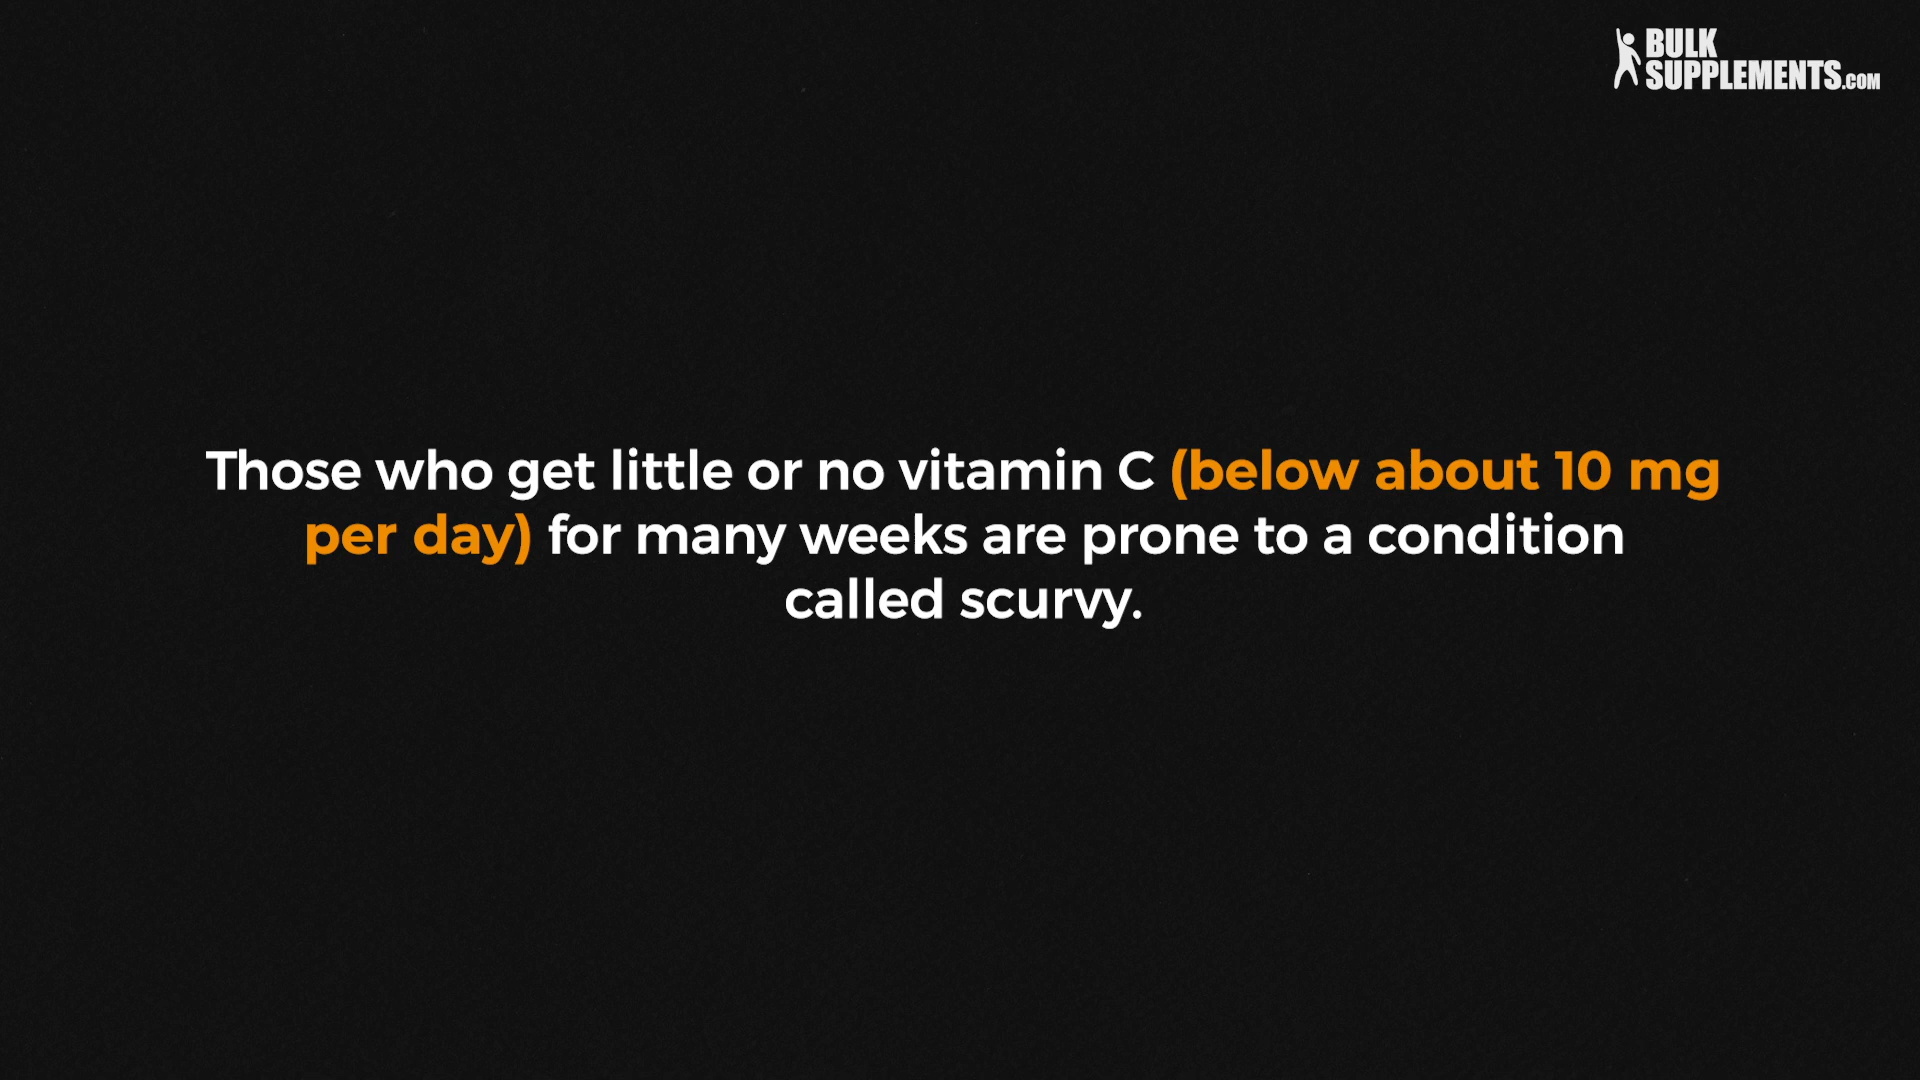 BULK
SUPPLEMENTS.COM
Those who get little or no vitamin C (below about 10 mg
per day) for many weeks are prone to a condition
called scurvy.